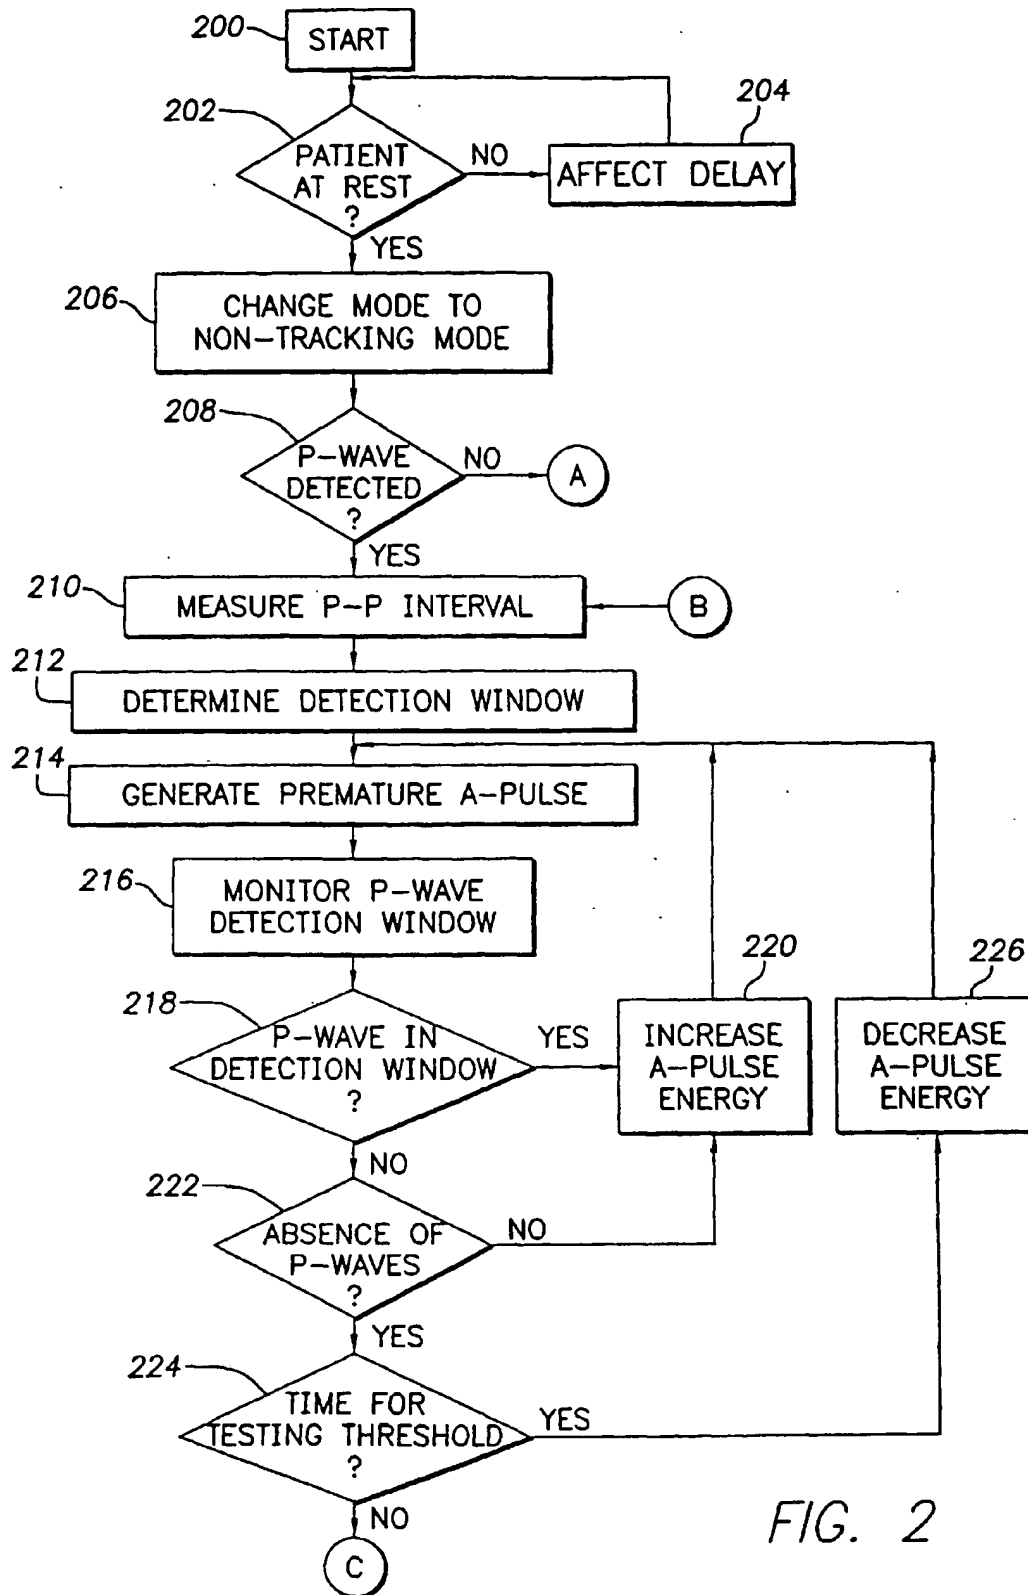 200
START
202
PATIENT
AT REST
?
NO
204
AFFECT DELAY
YES
206
CHANGE MODE TO
NON-TRACKING MODE
208
P-WAVE
DETECTED
?
NO
A
YES
210
MEASURE P-P INTERVAL
B
212
DETERMINE DETECTION WINDOW
214
GENERATE PREMATURE A-PULSE
216
MONITOR P-WAVE
DETECTION WINDOW
218
P-WAVE IN
DETECTION WINDOW
?
YES
220
INCREASE
A-PULSE
ENERGY
226
DECREASE
A-PULSE
ENERGY
NO
222
ABSENCE OF
P-WAVES
?
NO
YES
224
TIME FOR
TESTING THRESHOLD
?
YES
NO
C
FIG. 2